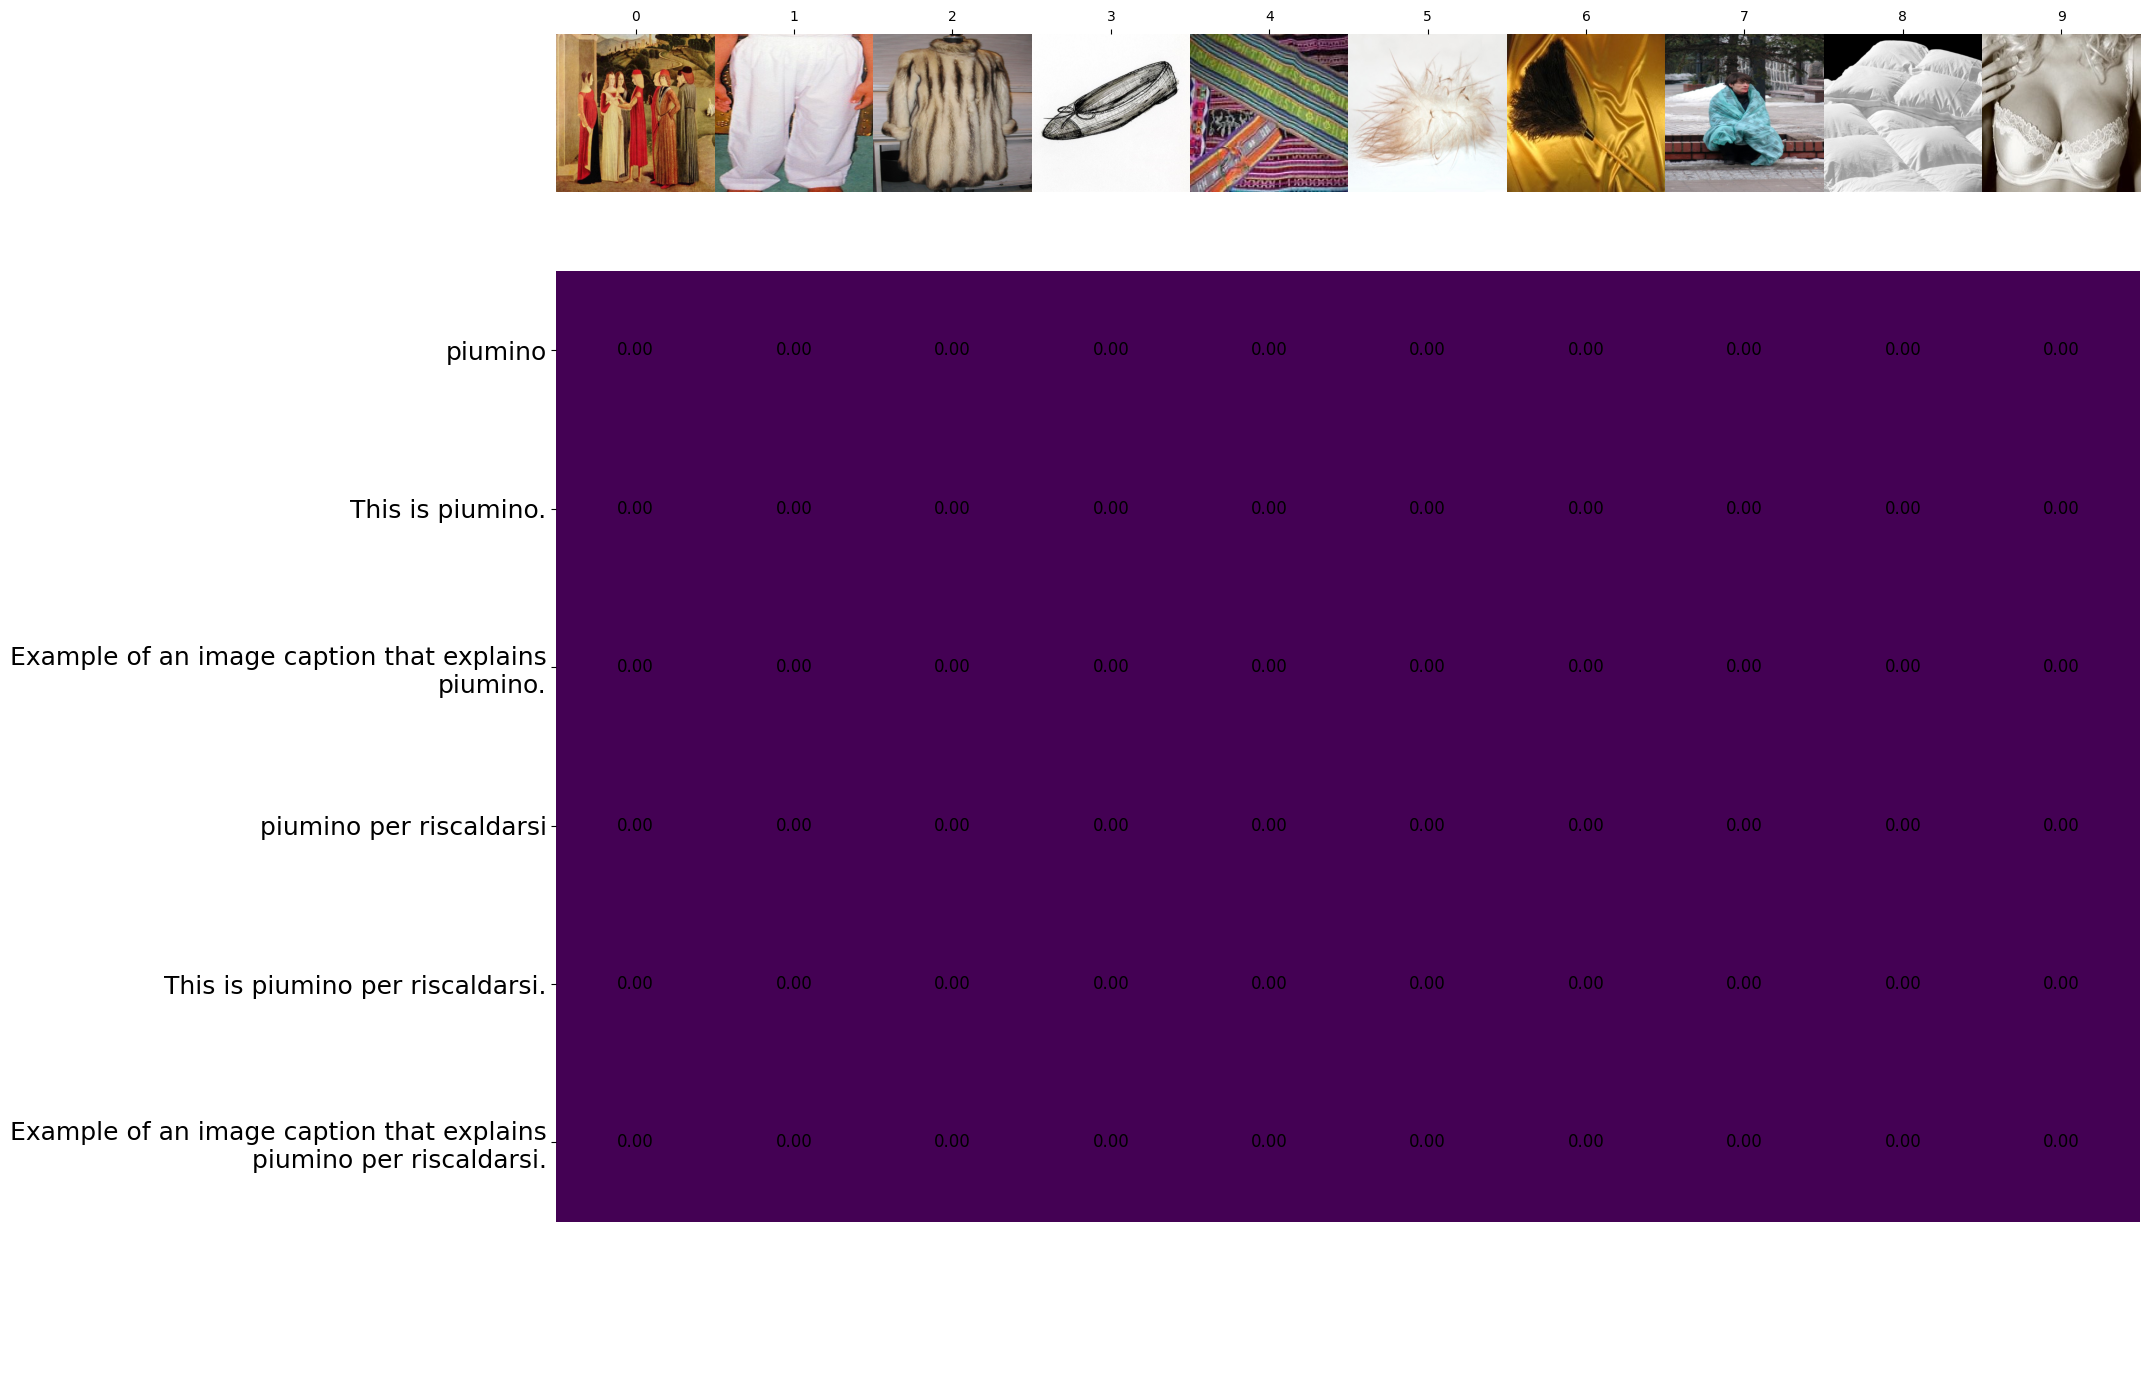 0 1 2 3 4 5 6 7 8 9
piumino 0.00 0.00 0.00 0.00 0.00 0.00 0.00 0.00 0.00 0.00
This is piumino. 0.00 0.00 0.00 0.00 0.00 0.00 0.00 0.00 0.00 0.00
Example of an image caption that explains
piumino. 0.00 0.00 0.00 0.00 0.00 0.00 0.00 0.00 0.00 0.00
piumino per riscaldarsi 0.00 0.00 0.00 0.00 0.00 0.00 0.00 0.00 0.00 0.00
This is piumino per riscaldarsi. 0.00 0.00 0.00 0.00 0.00 0.00 0.00 0.00 0.00 0.00
Example of an image caption that explains
piumino per riscaldarsi. 0.00 0.00 0.00 0.00 0.00 0.00 0.00 0.00 0.00 0.00